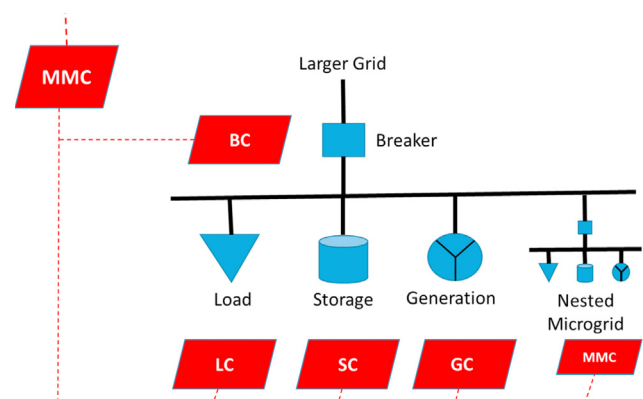 MMC
Larger Grid
BC
Breaker
Load
Storage
Generation
Nested
Microgrid
LC
SC
GC
MMC